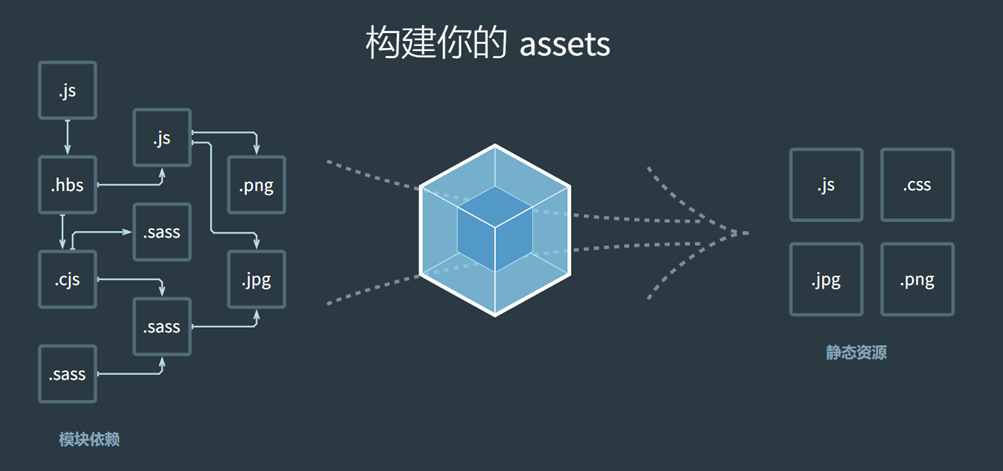 构建你的 assets
.js
.js
.hbs
.png
.sass
.cjs
.jpg
.sass
.sass
模块依赖
.js
.css
.jpg
.png
静态资源